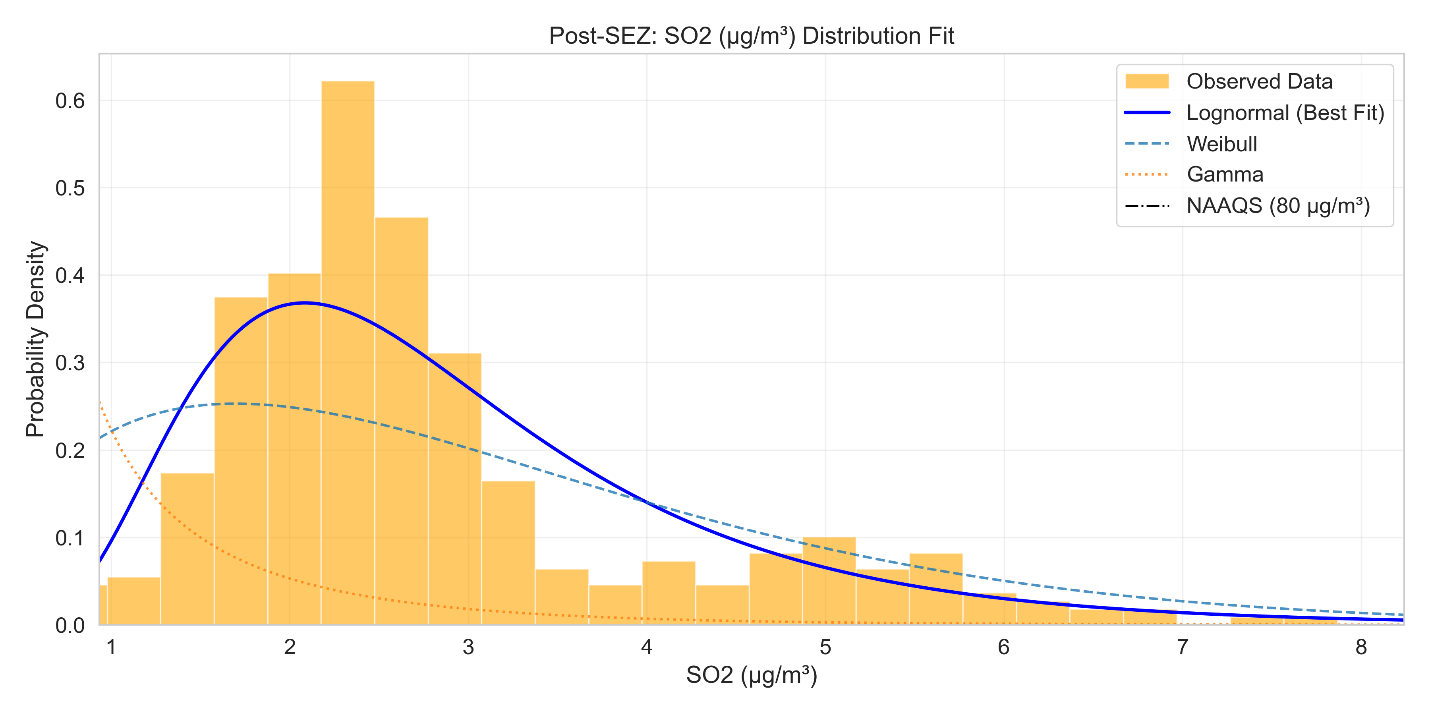 Post-SEZ: SO2 (µg/m³) Distribution Fit
Observed Data
Lognormal (Best Fit)
Weibull
Gamma
NAAQS (80 µg/m³)
Probability Density
0.6
0.5
0.4
0.3
0.2
0.1
0.0
1 2 3 4 5 6 7 8
SO2 (µg/m³)